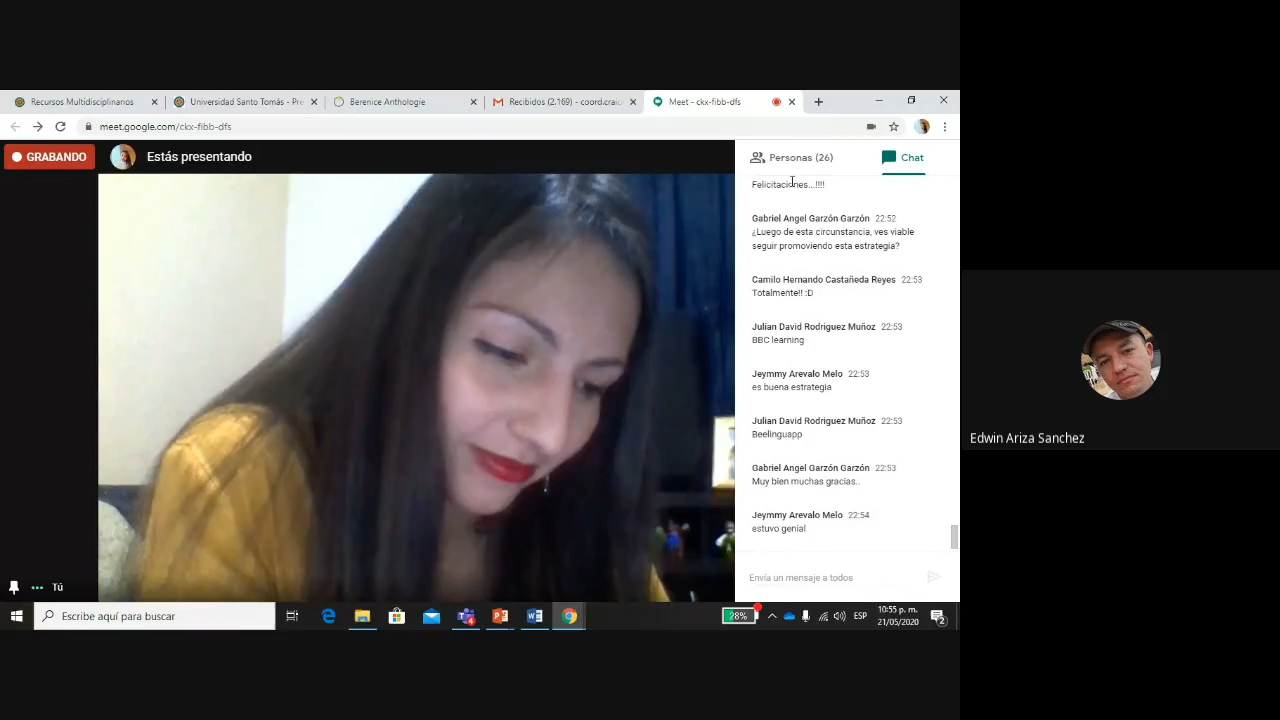 Recursos Multidisciplinarios
Universidad Santo Tomás - Pre
Berenice Anthologie
Recibidos (2.169) - coord.craio
Meet - ckx-fibb-dfs
meet.google.com/ckx-fibb-dfs
GRABANDO
Estás presentando
Personas (26)
Chat
Felicitaciones...!!!!
Gabriel Angel Garzón Garzón 22:52
¿Luego de esta circunstancia, ves viable
seguir promoviendo esta estrategia?
Camilo Hernando Castañeda Reyes 22:53
Totalmente!! :D
Julian David Rodriguez Muñoz 22:53
BBC learning
Jeymmy Arevalo Melo 22:53
es buena estrategia
Julian David Rodriguez Muñoz 22:53
Beelinguapp
Gabriel Angel Garzón Garzón 22:53
Muy bien muchas gracias..
Jeymmy Arevalo Melo 22:54
estuvo genial
Envía un mensaje a todos
Tú
Edwin Ariza Sanchez
Escribe aquí para buscar
28%
ESP
10:55 p. m.
21/05/2020
2